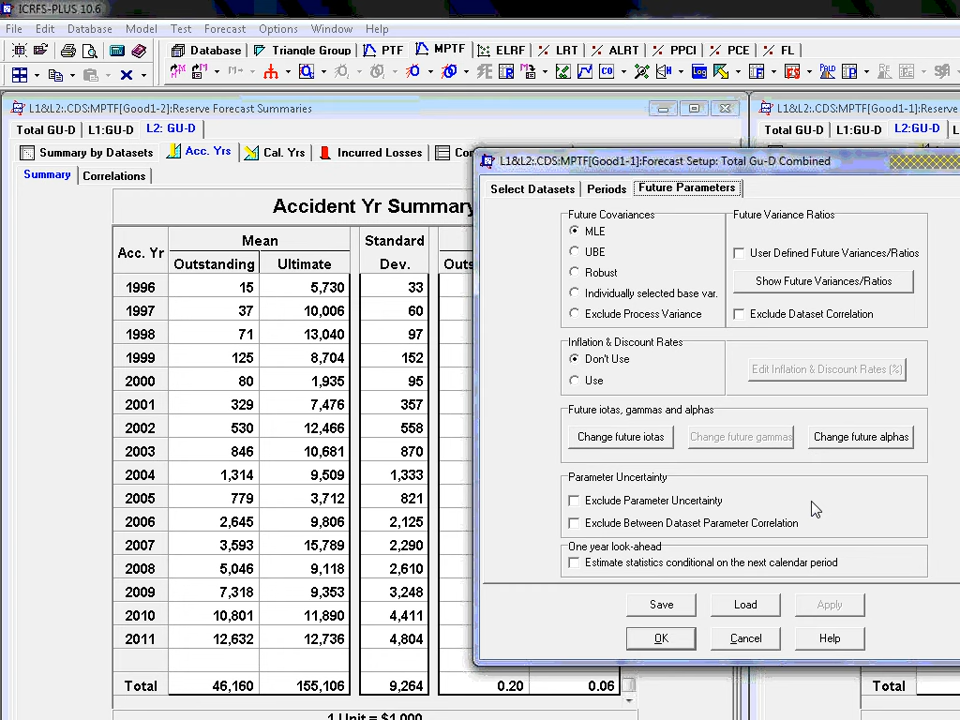 ICRFS-PLUS 10.6
File Edit Database Model Test Forecast Options Window Help
Database Triangle Group PTF MPTF ELRF LRT ALRT PPCI PCE FL
L1&L2:.CDS:MPTF[Good1-2]:Reserve Forecast Summaries
L1&L2:.CDS:MPTF[Good1-1]:Reserve
Total GU-D L1:GU-D L2: GU-D
Total GU-D L1:GU-D L2:GU-D
Summary by Datasets Acc. Yrs Cal. Yrs Incurred Losses Co
Summary Correlations
Accident Yr Summary
Acc. Yr Mean Standard
Outstanding Ultimate Dev. Outs
1996 15 5,730 33
1997 37 10,006 60
1998 71 13,040 97
1999 125 8,704 152
2000 80 1,935 95
2001 329 7,476 357
2002 530 12,466 558
2003 846 10,681 870
2004 1,314 9,509 1,333
2005 779 3,712 821
2006 2,645 9,806 2,125
2007 3,593 15,789 2,290
2008 5,046 9,118 2,610
2009 7,318 9,353 3,248
2010 10,801 11,890 4,411
2011 12,632 12,736 4,804
Total 46,160 155,106 9,264 0.20 0.06
1 Unit = $1,000
L1&L2:.CDS:MPTF[Good1-1]:Forecast Setup: Total Gu-D Combined
Select Datasets Periods Future Parameters
Future Covariances
MLE
UBE
Robust
Individually selected base var.
Exclude Process Variance
Future Variance Ratios
User Defined Future Variances/Ratios
Show Future Variances/Ratios
Exclude Dataset Correlation
Inflation & Discount Rates
Don't Use
Use
Edit Inflation & Discount Rates (%)
Future iotas, gammas and alphas
Change future iotas Change future gammas Change future alphas
Parameter Uncertainty
Exclude Parameter Uncertainty
Exclude Between Dataset Parameter Correlation
One year look-ahead
Estimate statistics conditional on the next calendar period
Save Load Apply
OK Cancel Help
Total